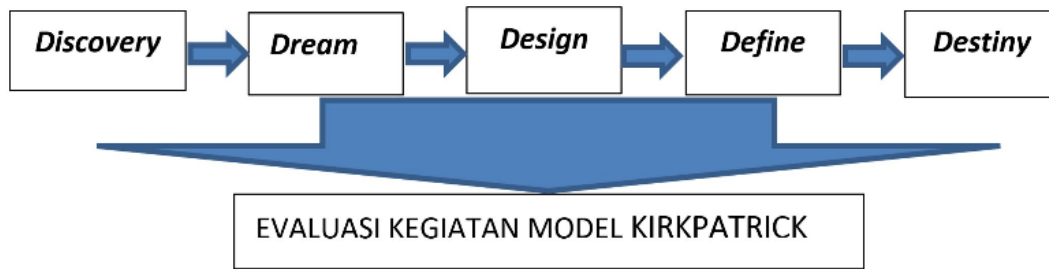 Discovery
Dream
Design
Define
Destiny
EVALUASI KEGIATAN MODEL KIRKPATRICK